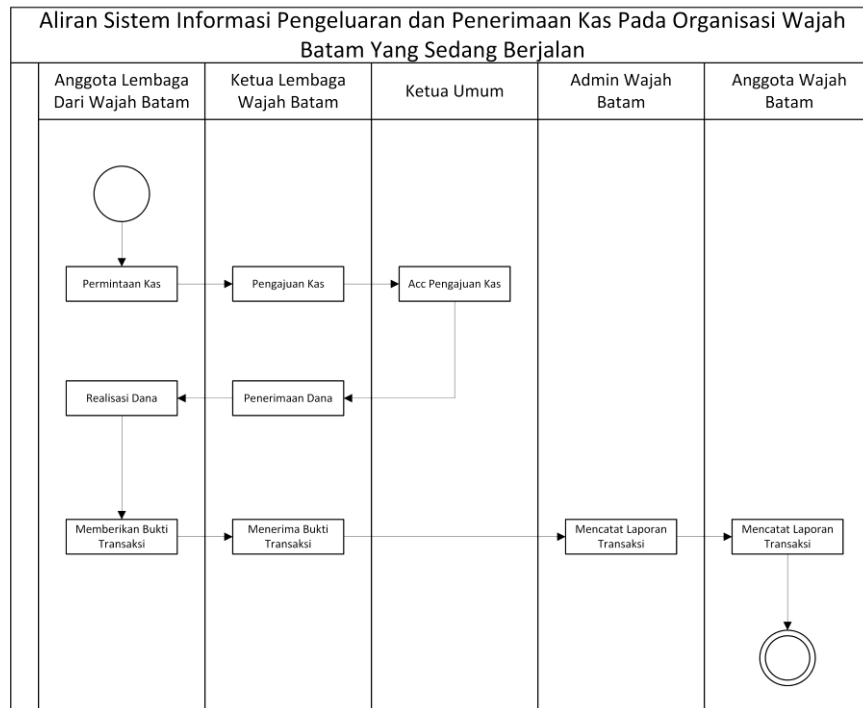 Aliran Sistem Informasi Pengeluaran dan Penerimaan Kas Pada Organisasi Wajah
Batam Yang Sedang Berjalan
Anggota Lembaga
Dari Wajah Batam
Ketua Lembaga
Wajah Batam
Ketua Umum
Admin Wajah
Batam
Anggota Wajah
Batam
Permintaan Kas
Pengajuan Kas
Acc Pengajuan Kas
Realisasi Dana
Penerimaan Dana
Memberikan Bukti
Transaksi
Menerima Bukti
Transaksi
Mencatat Laporan
Transaksi
Mencatat Laporan
Transaksi